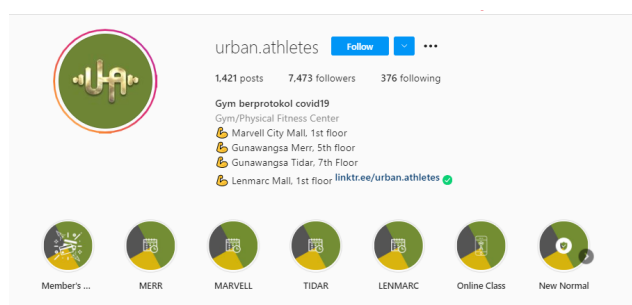 UA
urban.athletes Follow
1,421 posts 7,473 followers 376 following
Gym berprotokol covid19
Gym/Physical Fitness Center
Marvell City Mall, 1st floor
Gunawangsa Merr, 5th floor
Gunawangsa Tidar, 7th Floor
Lenmarc Mall, 1st floor linktr.ee/urban.athletes
Member's ... MERR MARVELL TIDAR LENMARC Online Class New Normal